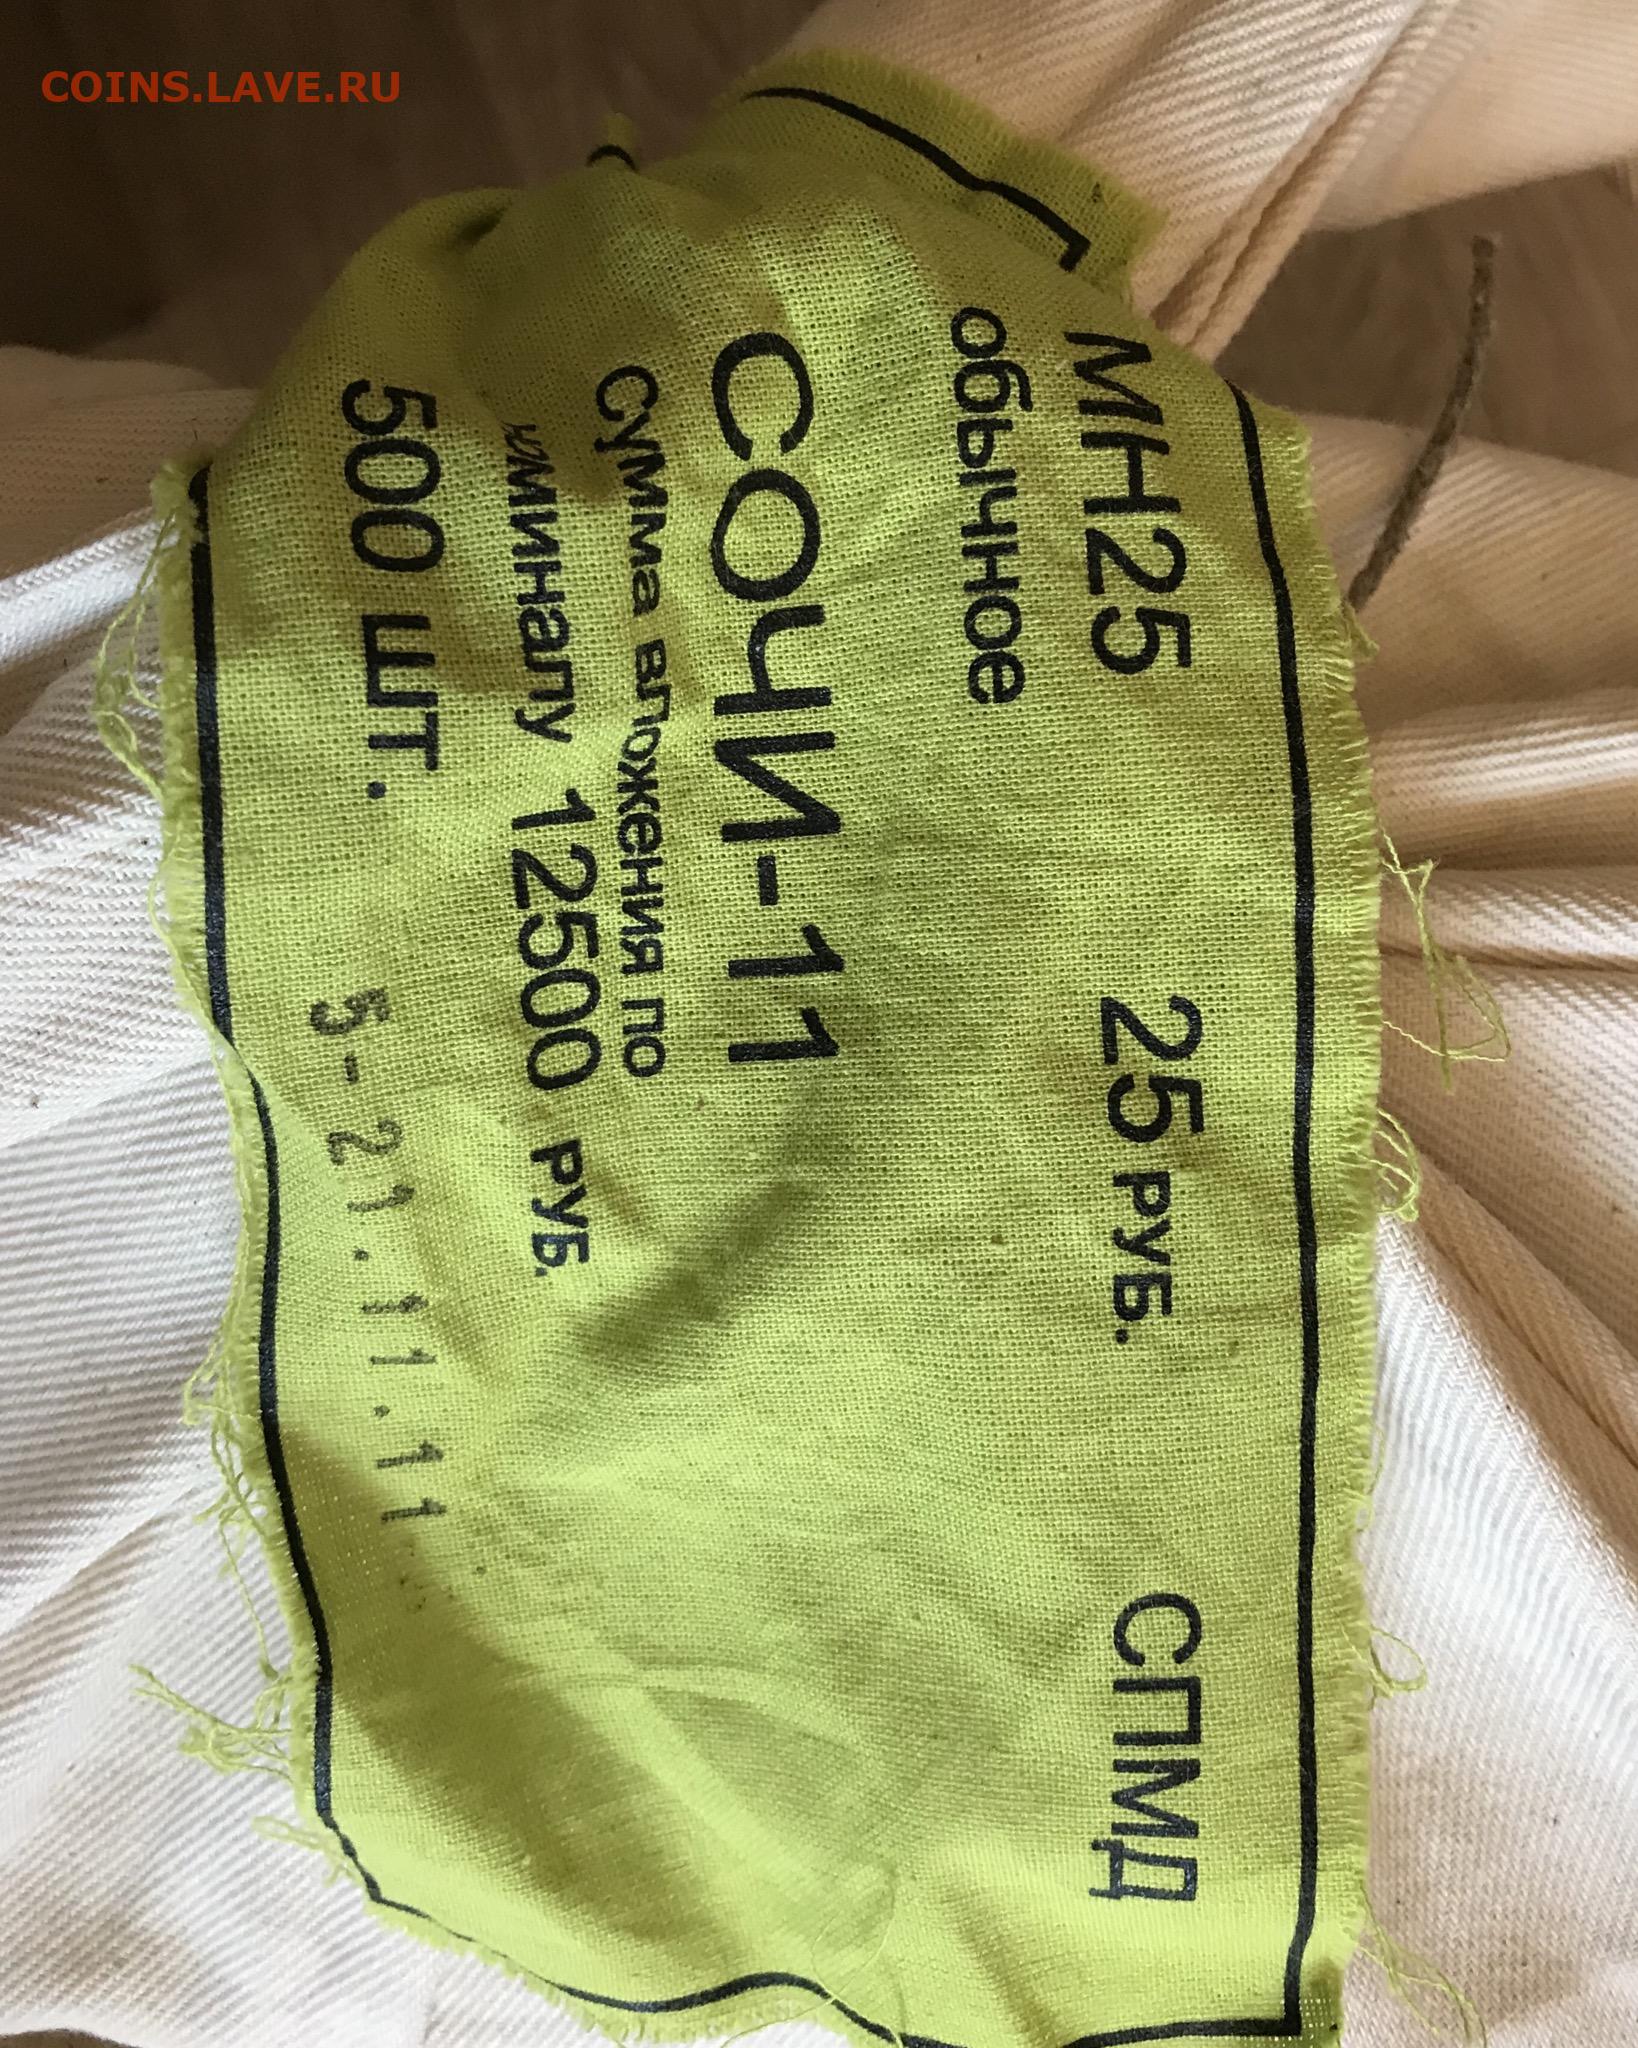 COINS.LAVE.RU
МН25 25 РУБ. СПМД
обычное
СОЧИ-11
Сумма вложения по
номиналу 12500 РУБ.
500 шт.
5-21.11.11